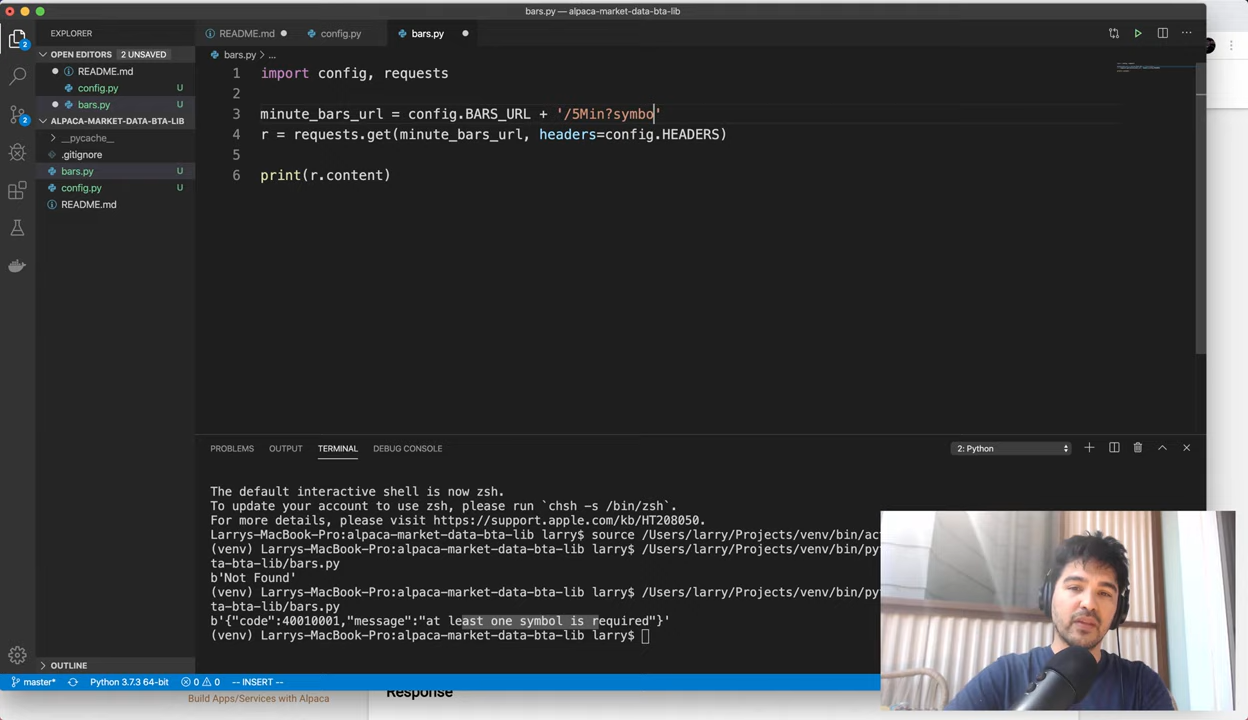 bars.py — alpaca-market-data-bta-lib
EXPLORER
README.md
config.py
bars.py
OPEN EDITORS 2 UNSAVED
README.md
config.py
bars.py
ALPACA-MARKET-DATA-BTA-LIB
__pycache__
.gitignore
bars.py U
config.py U
README.md
OUTLINE
2
2
bars.py > ...
1 import config, requests
2
3 minute_bars_url = config.BARS_URL + '/5Min?symbo'
4 r = requests.get(minute_bars_url, headers=config.HEADERS)
5
6 print(r.content)
PROBLEMS OUTPUT TERMINAL DEBUG CONSOLE
2: Python
The default interactive shell is now zsh.
To update your account to use zsh, please run `chsh -s /bin/zsh`.
For more details, please visit https://support.apple.com/kb/HT208050.
Larrys-MacBook-Pro:alpaca-market-data-bta-lib larry$ source /Users/larry/Projects/venv/bin/ac
(venv) Larrys-MacBook-Pro:alpaca-market-data-bta-lib larry$ /Users/larry/Projects/venv/bin/py
ta-bta-lib/bars.py
b'Not Found'
(venv) Larrys-MacBook-Pro:alpaca-market-data-bta-lib larry$ /Users/larry/Projects/venv/bin/py
ta-bta-lib/bars.py
b'{"code":40010001,"message":"at least one symbol is required"}'
(venv) Larrys-MacBook-Pro:alpaca-market-data-bta-lib larry$
master* Python 3.7.3 64-bit 0 0 -- INSERT --
Build Apps/Services with Alpaca
Response